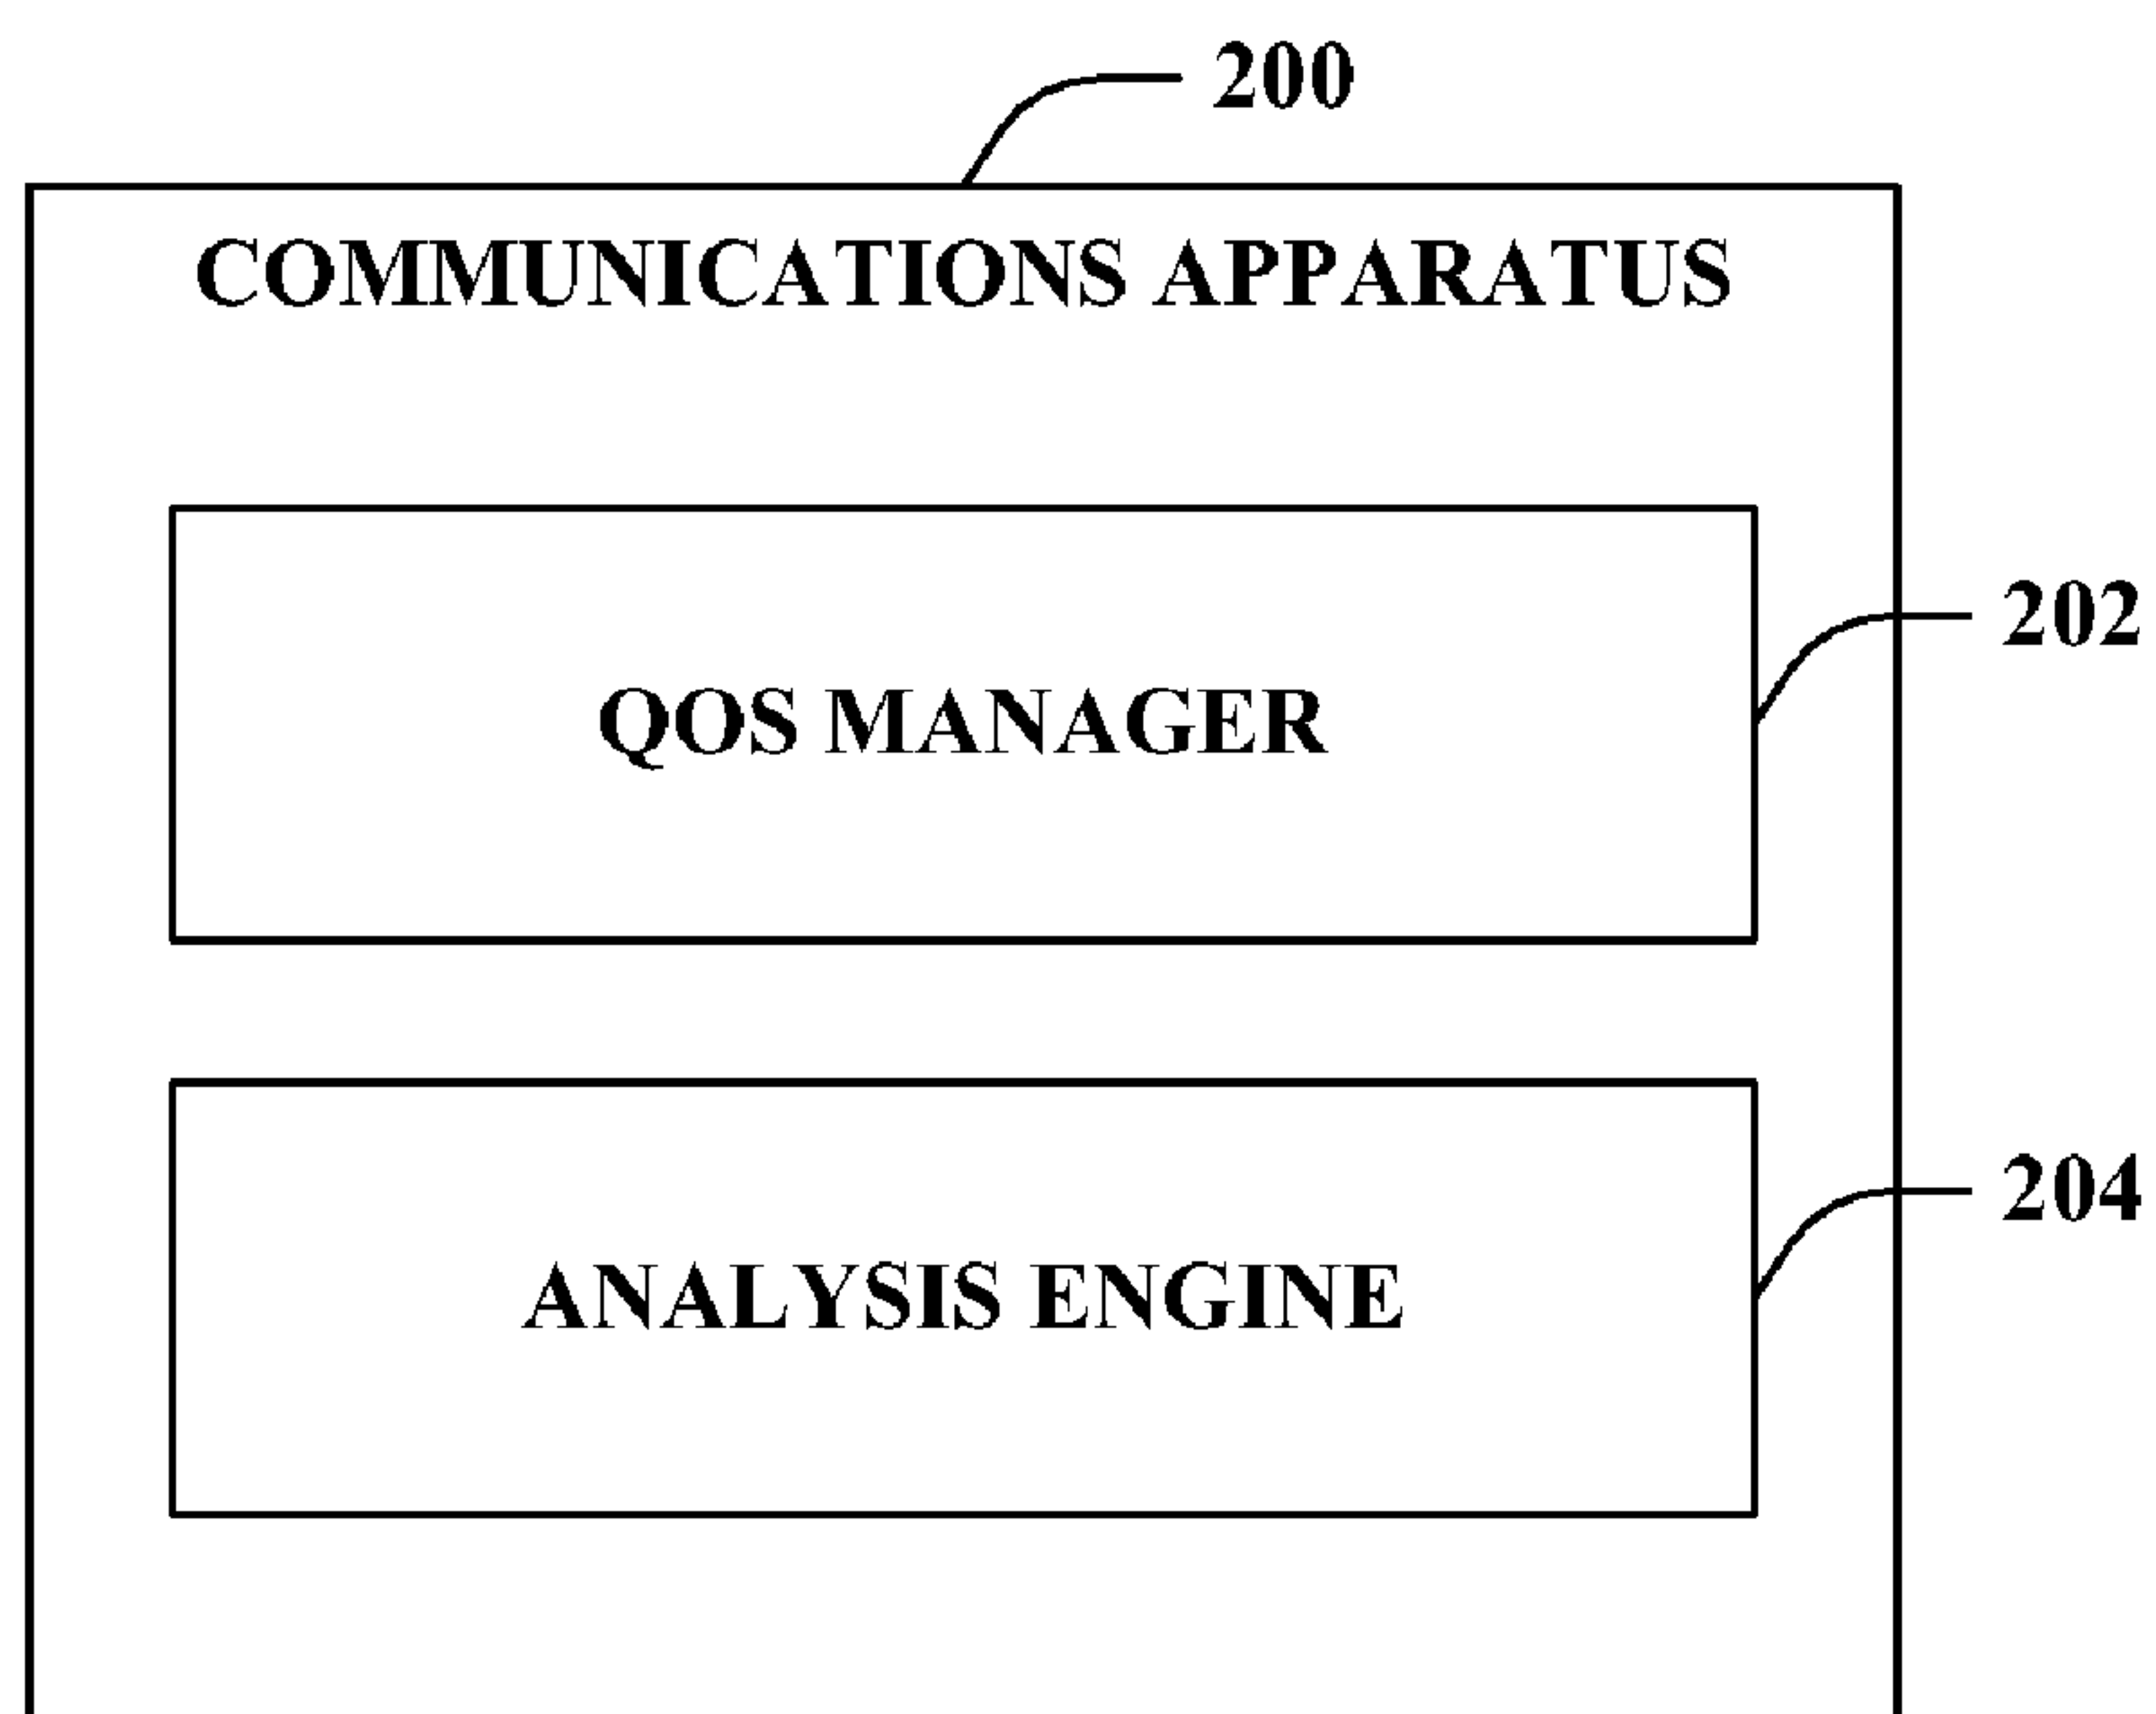 200
COMMUNICATIONS APPARATUS
202
QOS MANAGER
204
ANALYSIS ENGINE